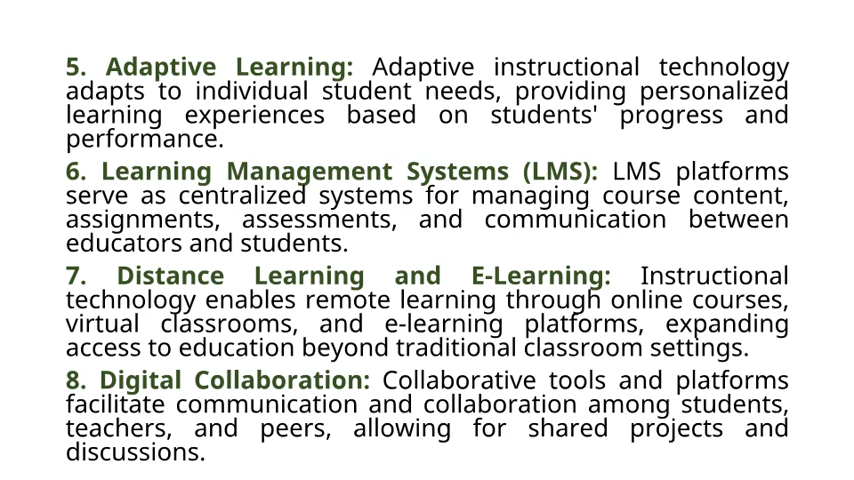 5. Adaptive Learning: Adaptive instructional technology
adapts to individual student needs, providing personalized
learning experiences based on students' progress and
performance.
6. Learning Management Systems (LMS): LMS platforms
serve as centralized systems for managing course content,
assignments, assessments, and communication between
educators and students.
7. Distance Learning and E-Learning: Instructional
technology enables remote learning through online courses,
virtual classrooms, and e-learning platforms, expanding
access to education beyond traditional classroom settings.
8. Digital Collaboration: Collaborative tools and platforms
facilitate communication and collaboration among students,
teachers, and peers, allowing for shared projects and
discussions.